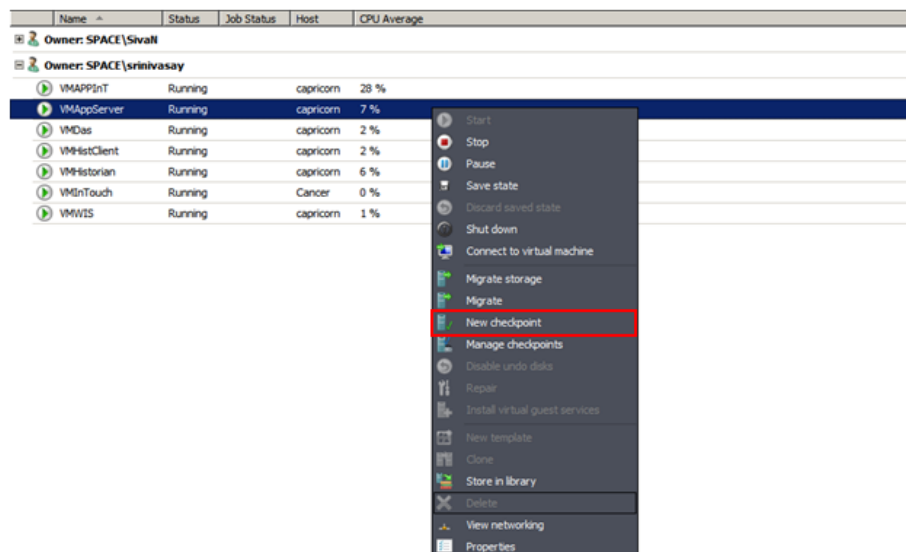 Name Status Job Status Host CPU Average
Owner: SPACE\SivaN
Owner: SPACE\srinivasay
VMAPPInT Running capricorn 28 %
VMAppServer Running capricorn 7 %
VMDas Running capricorn 2 %
VMHistClient Running capricorn 2 %
VMHistorian Running capricorn 6 %
VMInTouch Running Cancer 0 %
VMWIS Running capricorn 1 %
Start
Stop
Pause
Save state
Discard saved state
Shut down
Connect to virtual machine
Migrate storage
Migrate
New checkpoint
Manage checkpoints
Disable undo disks
Repair
Install virtual guest services
New template
Clone
Store in library
Delete
View networking
Properties